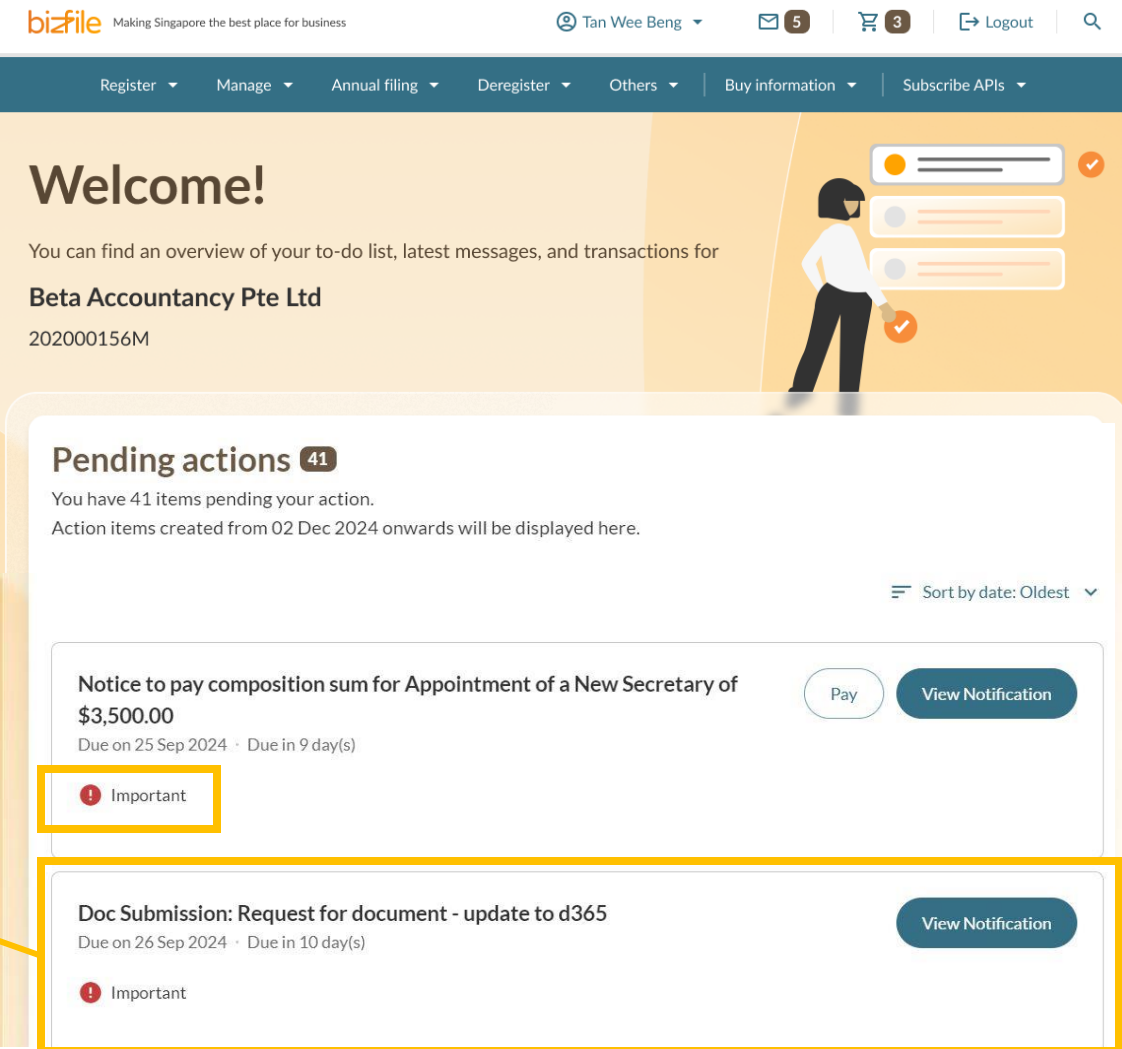 bizfile Making Singapore the best place for business
Tan Wee Beng 5 3 Logout
Register Manage Annual filing Deregister Others Buy information Subscribe APIs
Welcome!
You can find an overview of your to-do list, latest messages, and transactions for
Beta Accountancy Pte Ltd
202000156M
Pending actions 41
You have 41 items pending your action.
Action items created from 02 Dec 2024 onwards will be displayed here.
Sort by date: Oldest
Notice to pay composition sum for Appointment of a New Secretary of
$3,500.00
Pay View Notification
Due on 25 Sep 2024 · Due in 9 day(s)
! Important
Doc Submission: Request for document - update to d365
View Notification
Due on 26 Sep 2024 · Due in 10 day(s)
! Important